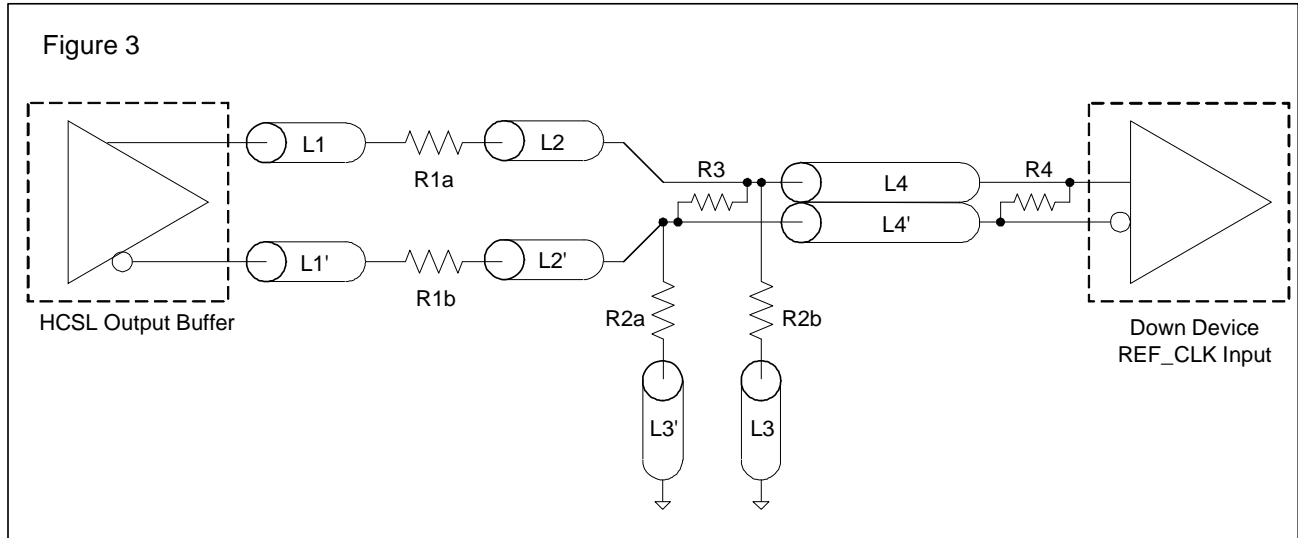 Figure 3
L1
R1a
L2
R3
L4
R4
L4'
L1'
R1b
L2'
HCSL Output Buffer
R2a
R2b
Down Device
REF_CLK Input
L3'
L3